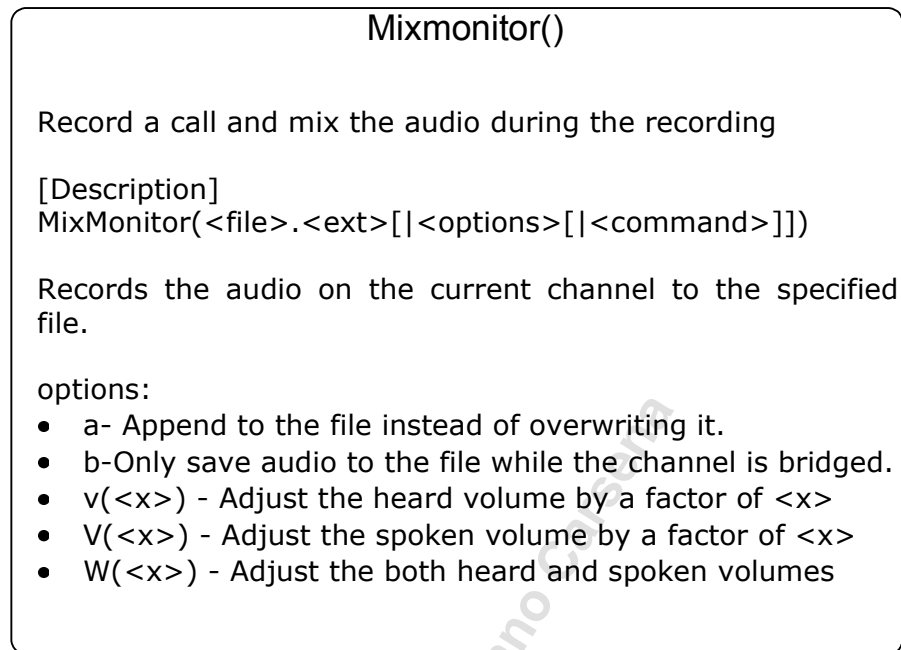 Mixmonitor()
Record a call and mix the audio during the recording
[Description]
MixMonitor(<file>.<ext>[|<options>[|<command>]])
Records the audio on the current channel to the specified
file.
options:
• a- Append to the file instead of overwriting it.
• b-Only save audio to the file while the channel is bridged.
• v(<x>) - Adjust the heard volume by a factor of <x>
• V(<x>) - Adjust the spoken volume by a factor of <x>
• W(<x>) - Adjust the both heard and spoken volumes